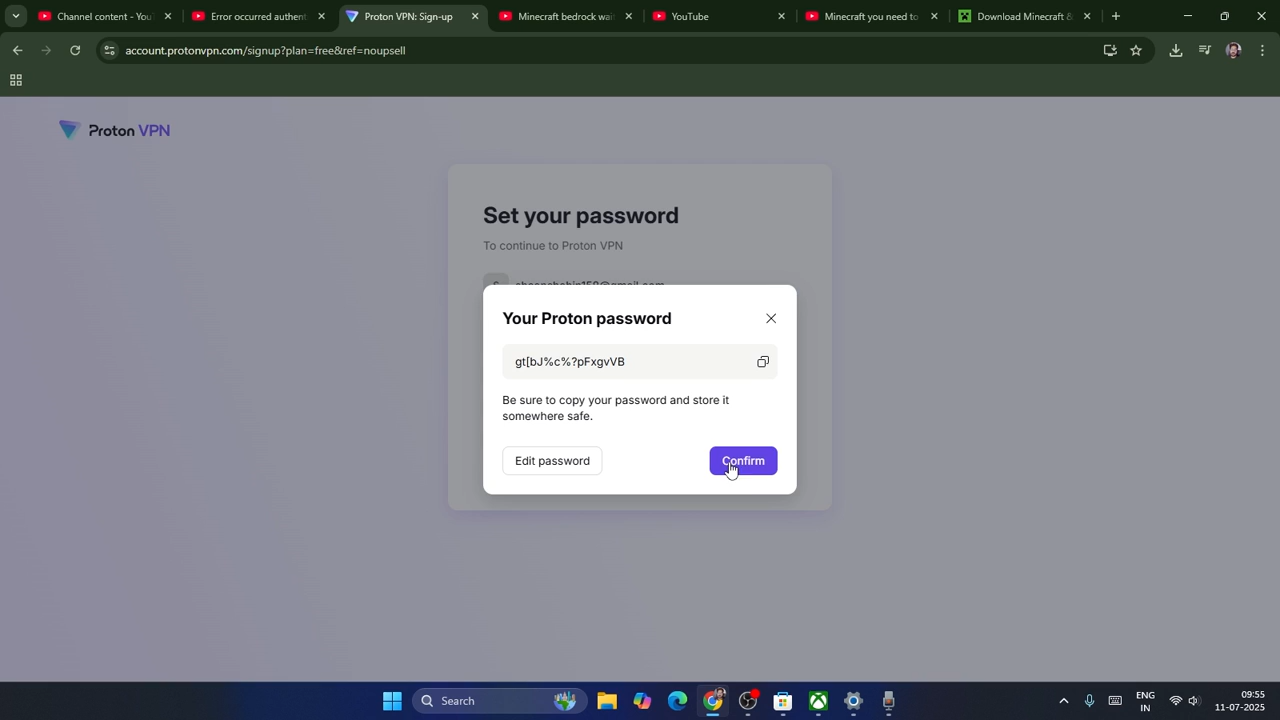 Channel content - You
Error occurred authent
Proton VPN: Sign-up
Minecraft bedrock wai
YouTube
Minecraft you need to
Download Minecraft &
account.protonvpn.com/signup?plan=free&ref=noupsell
Proton VPN
Set your password
To continue to Proton VPN
Your Proton password
gt[bJ%c%?pFxgvVB
Be sure to copy your password and store it
somewhere safe.
Edit password
Confirm
Search
ENG
IN
09:55
11-07-2025